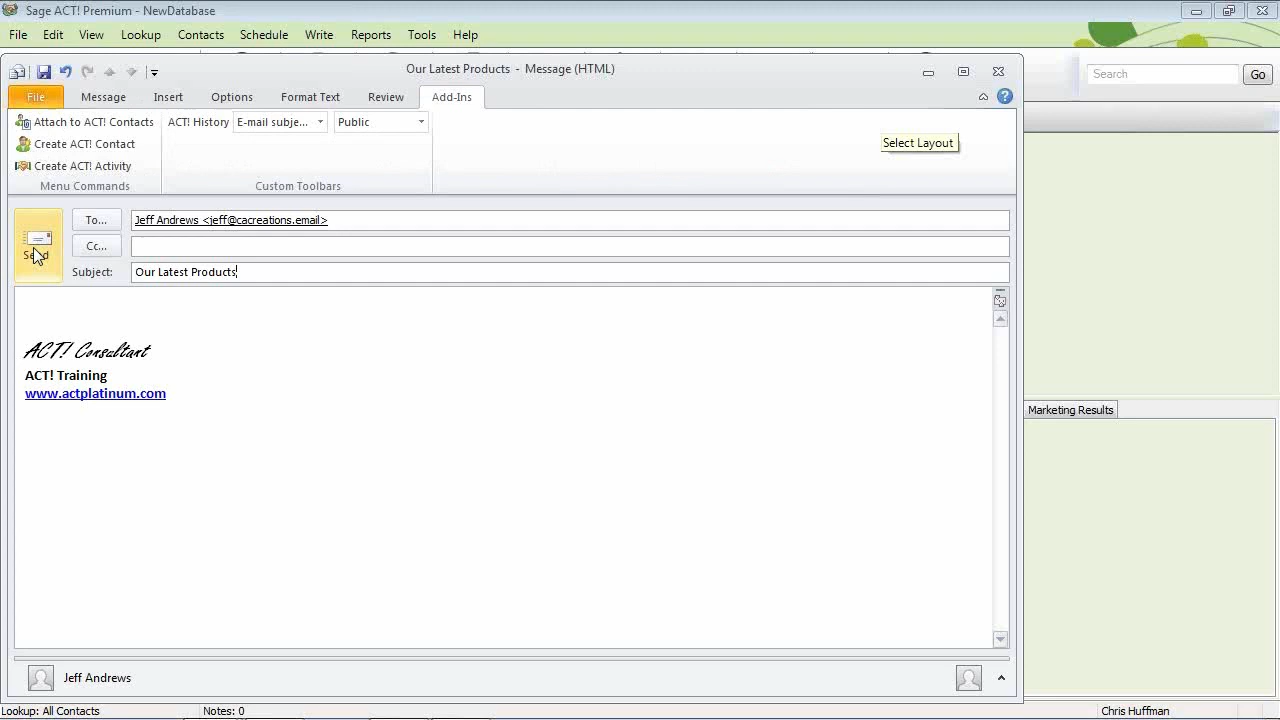 Sage ACT! Premium - NewDatabase
File Edit View Lookup Contacts Schedule Write Reports Tools Help
Our Latest Products - Message (HTML)
Search Go
File Message Insert Options Format Text Review Add-Ins
Attach to ACT! Contacts ACT! History E-mail subje... Public
Create ACT! Contact
Select Layout
Create ACT! Activity
Menu Commands Custom Toolbars
To... Jeff Andrews <jeff@cacreations.email>
Cc...
Send
Subject: Our Latest Products
ACT! Consultant
ACT! Training
www.actplatinum.com
Marketing Results
Jeff Andrews
Lookup: All Contacts Notes: 0 Chris Huffman